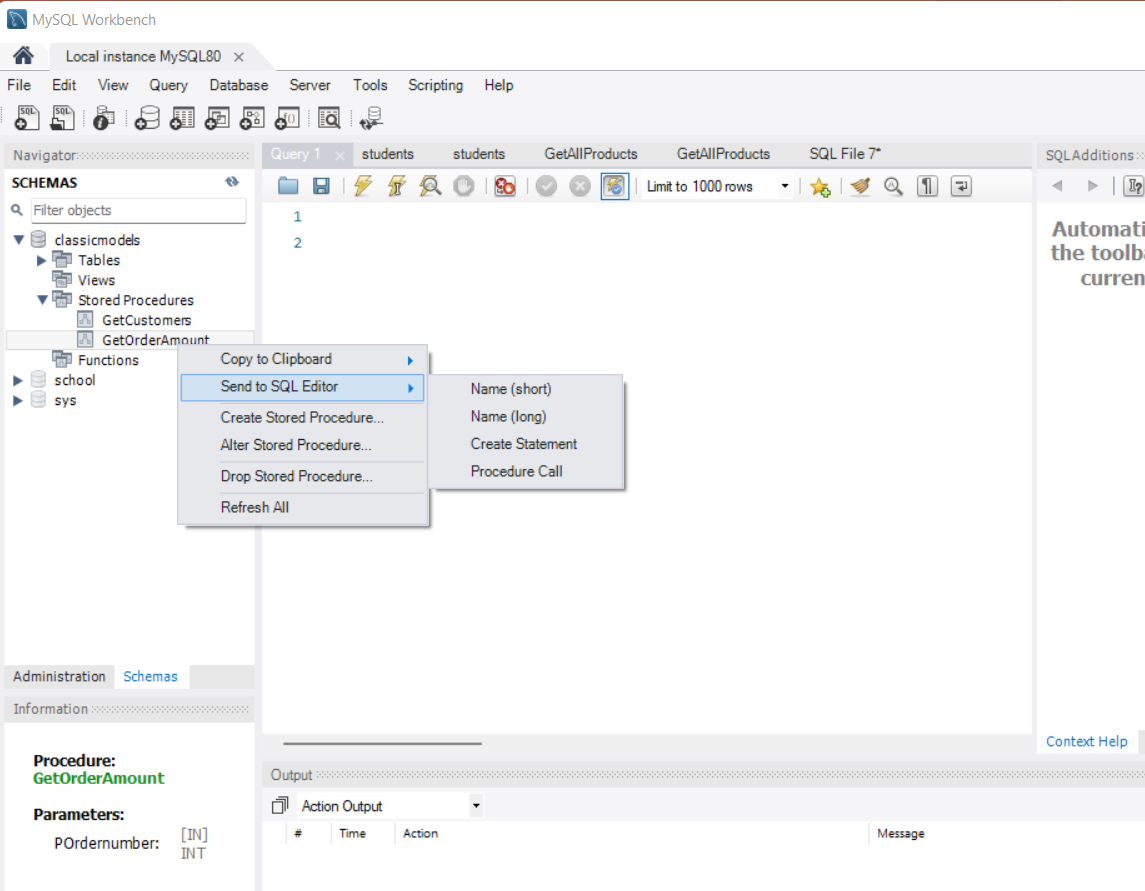 MySQL Workbench
Local instance MySQL80
File Edit View Query Database Server Tools Scripting Help
Navigator
SCHEMAS
Filter objects
classicmodels
Tables
Views
Stored Procedures
GetCustomers
GetOrderAmount
Functions
school
sys
Copy to Clipboard
Send to SQL Editor
Create Stored Procedure...
Alter Stored Procedure...
Drop Stored Procedure...
Refresh All
Name (short)
Name (long)
Create Statement
Procedure Call
Query 1 students students GetAllProducts GetAllProducts SQL File 7*
Limit to 1000 rows
1
2
SQLAdditions
Automati
the toolba
curren
Context Help
Administration Schemas
Information
Procedure:
GetOrderAmount
Parameters:
POrdernumber: [IN]
INT
Output
Action Output
# Time Action Message